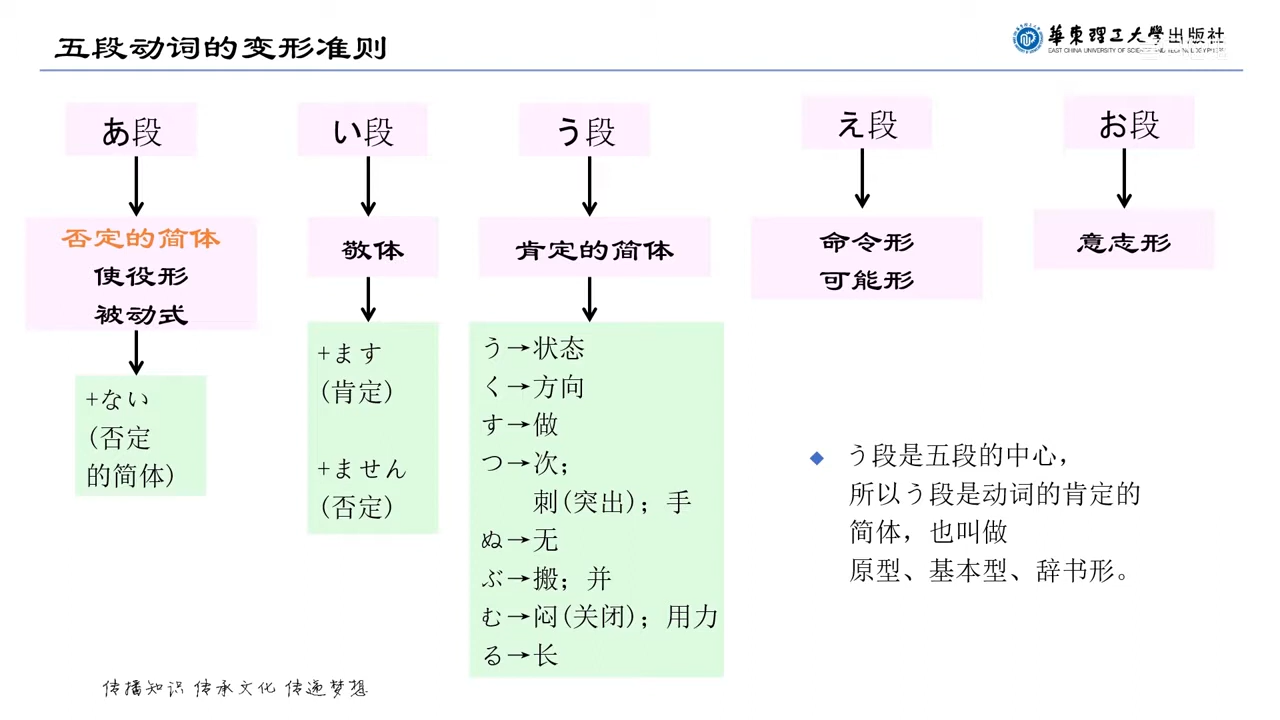 五段动词的变形准则
華東理工大學出版社
EAST CHINA UNIVERSITY OF SCIENCE AND
あ段
い段
う段
え段
お段
否定的简体
使役形
被动式
敬体
肯定的简体
命令形
可能形
意志形
+ない
(否定
的简体)
+ます
(肯定)
+ません
(否定)
う→状态
く→方向
す→做
つ→次；
刺(突出)；手
ぬ→无
ぶ→搬；并
む→闷(关闭)；用力
る→长
◆ う段是五段的中心，
所以う段是动词的肯定的
简体，也叫做
原型、基本型、辞书形。
传播知识 传承文化 传递梦想